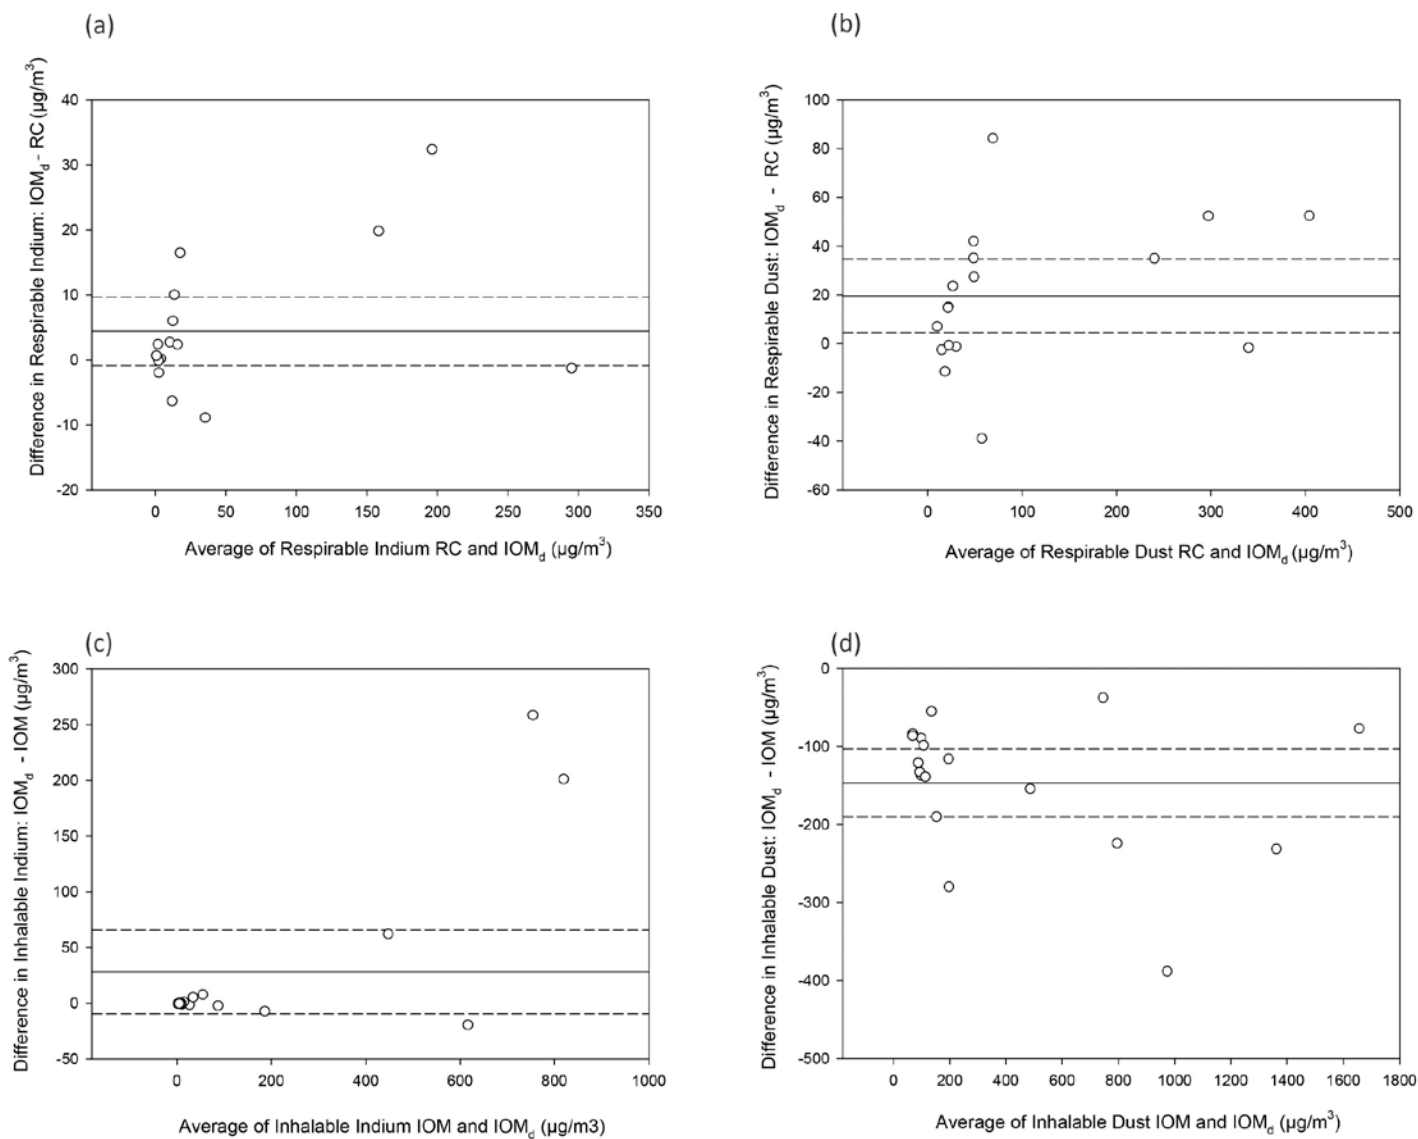 (a)
Difference in Respirable Indium: IOMd - RC (µg/m³)
40
30
20
10
0
-10
-20
0 50 100 150 200 250 300 350
Average of Respirable Indium RC and IOMd (µg/m³)
(b)
Difference in Respirable Dust: IOMd - RC (µg/m³)
100
80
60
40
20
0
-20
-40
-60
0 100 200 300 400 500
Average of Respirable Dust RC and IOMd (µg/m³)
(c)
Difference in Inhalable Indium: IOMd - IOM (µg/m³)
300
250
200
150
100
50
0
-50
0 200 400 600 800 1000
Average of Inhalable Indium IOM and IOMd (µg/m3)
(d)
Difference in Inhalable Dust: IOMd - IOM (µg/m³)
0
-100
-200
-300
-400
-500
0 200 400 600 800 1000 1200 1400 1600 1800
Average of Inhalable Dust IOM and IOMd (µg/m³)